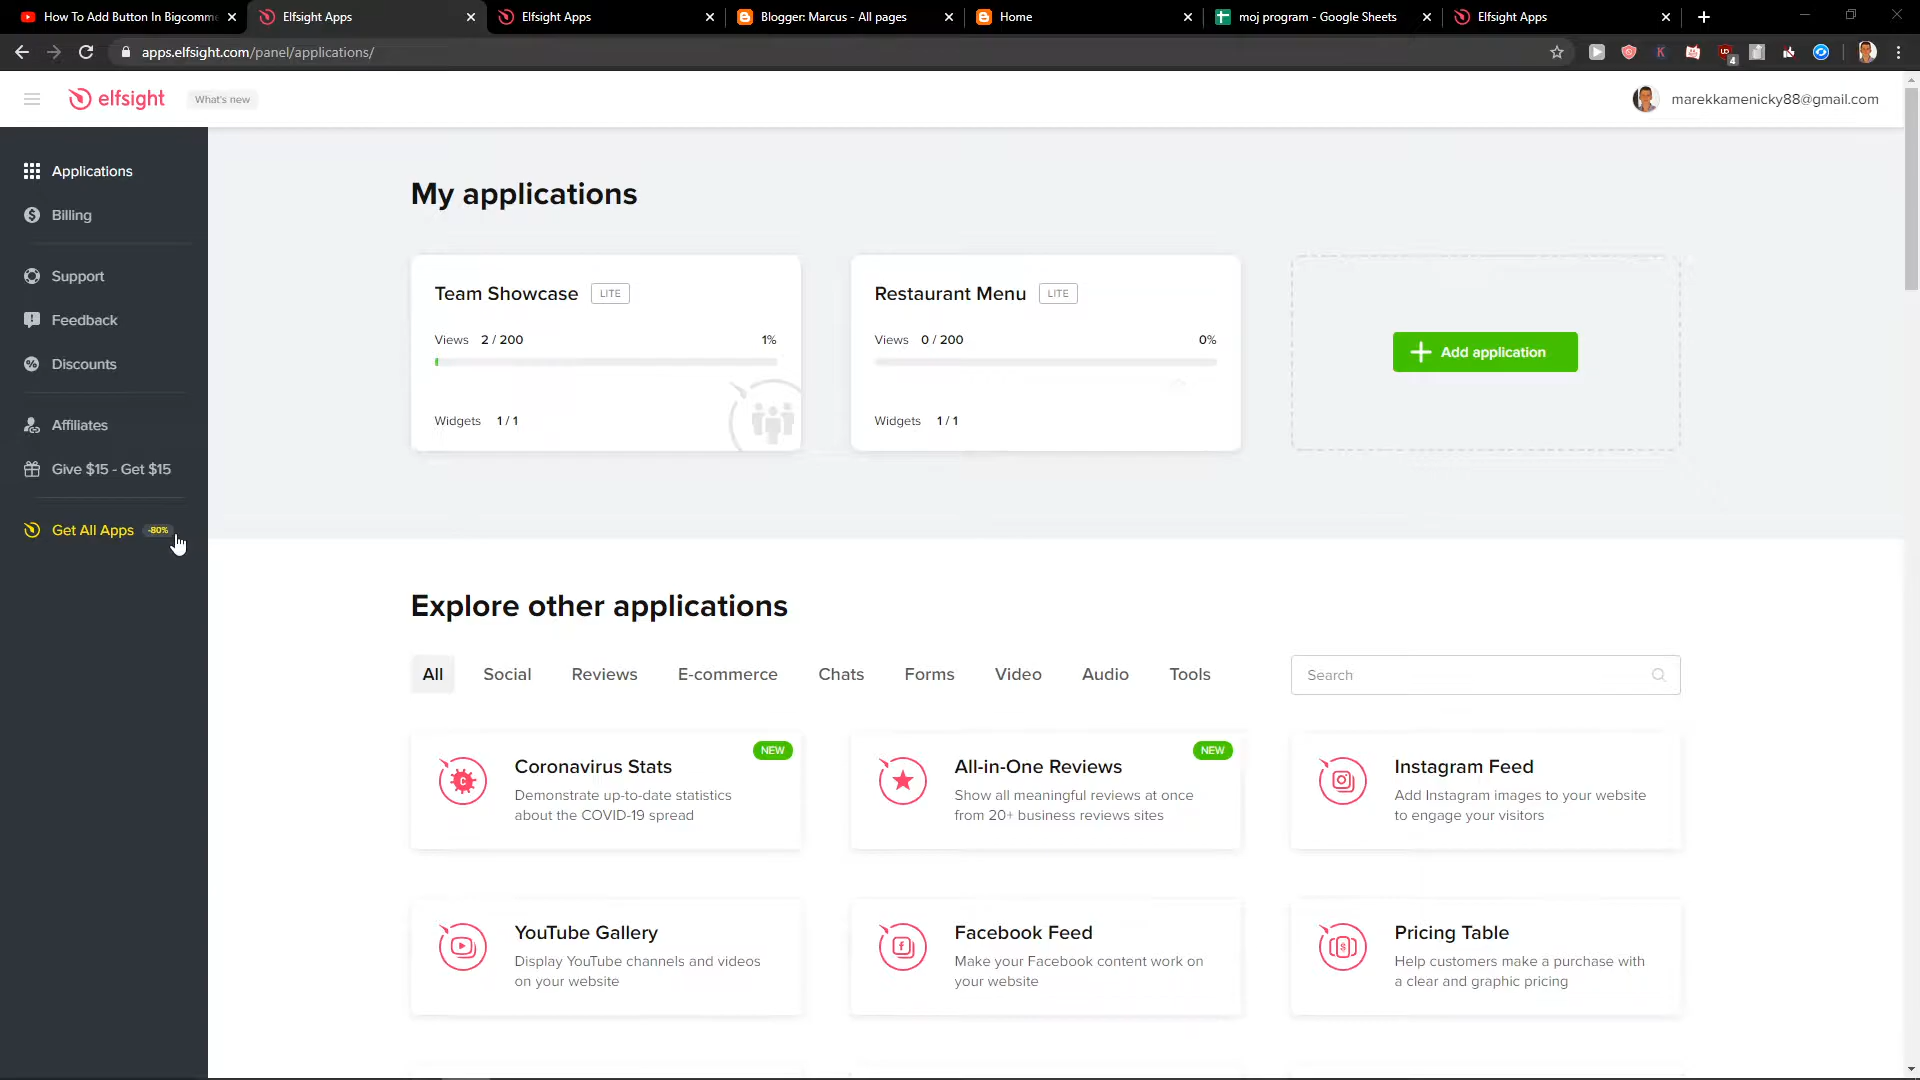 How To Add Button In Bigcomme
Elfsight Apps
Elfsight Apps
Blogger: Marcus - All pages
Home
moj program - Google Sheets
Elfsight Apps
apps.elfsight.com/panel/applications/
4
elfsight
What's new
marekkamenicky88@gmail.com
Applications
Billing
Support
Feedback
Discounts
Affiliates
Give $15 - Get $15
Get All Apps -80%
My applications
Team Showcase LITE
Views 2 / 200 1%
Widgets 1 / 1
Restaurant Menu LITE
Views 0 / 200 0%
Widgets 1 / 1
Add application
Explore other applications
All Social Reviews E-commerce Chats Forms Video Audio Tools
Search
NEW
Coronavirus Stats
Demonstrate up-to-date statistics
about the COVID-19 spread
NEW
All-in-One Reviews
Show all meaningful reviews at once
from 20+ business reviews sites
Instagram Feed
Add Instagram images to your website
to engage your visitors
YouTube Gallery
Display YouTube channels and videos
on your website
Facebook Feed
Make your Facebook content work on
your website
Pricing Table
Help customers make a purchase with
a clear and graphic pricing